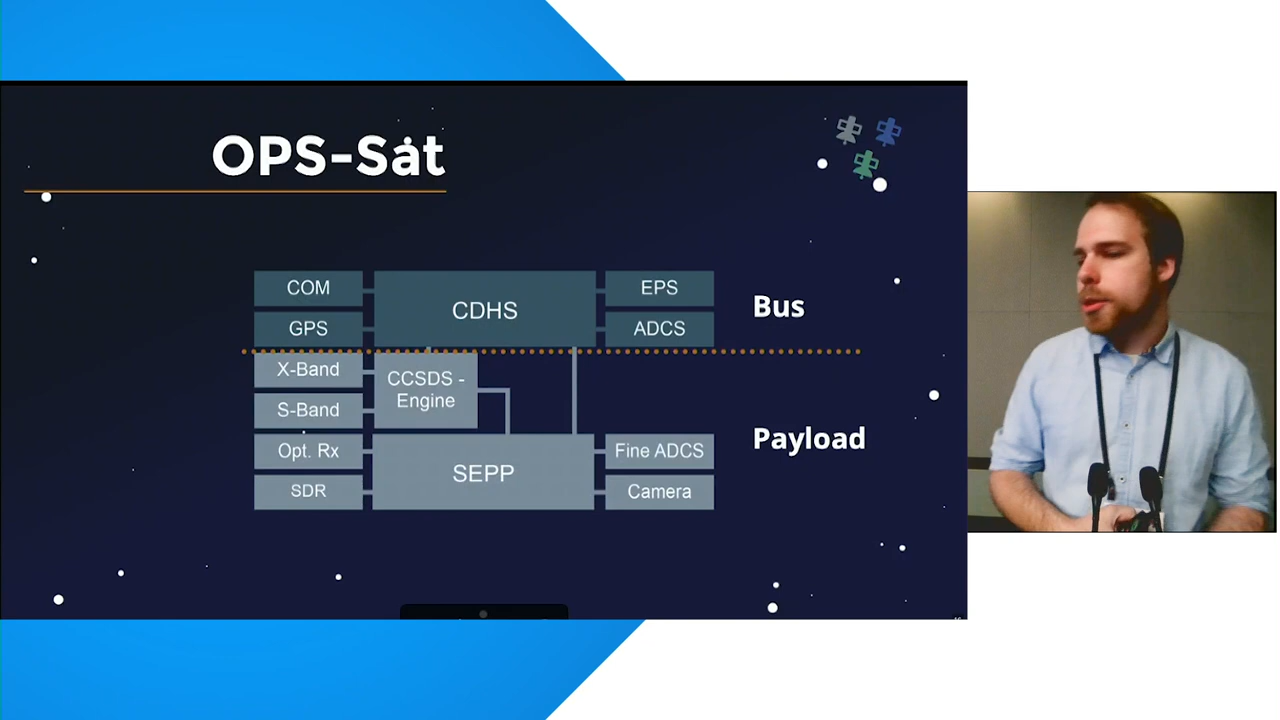 OPS-Sat
COM
CDHS
EPS
GPS
ADCS
Bus
X-Band
CCSDS -
Engine
S-Band
Payload
Opt. Rx
SEPP
Fine ADCS
SDR
Camera